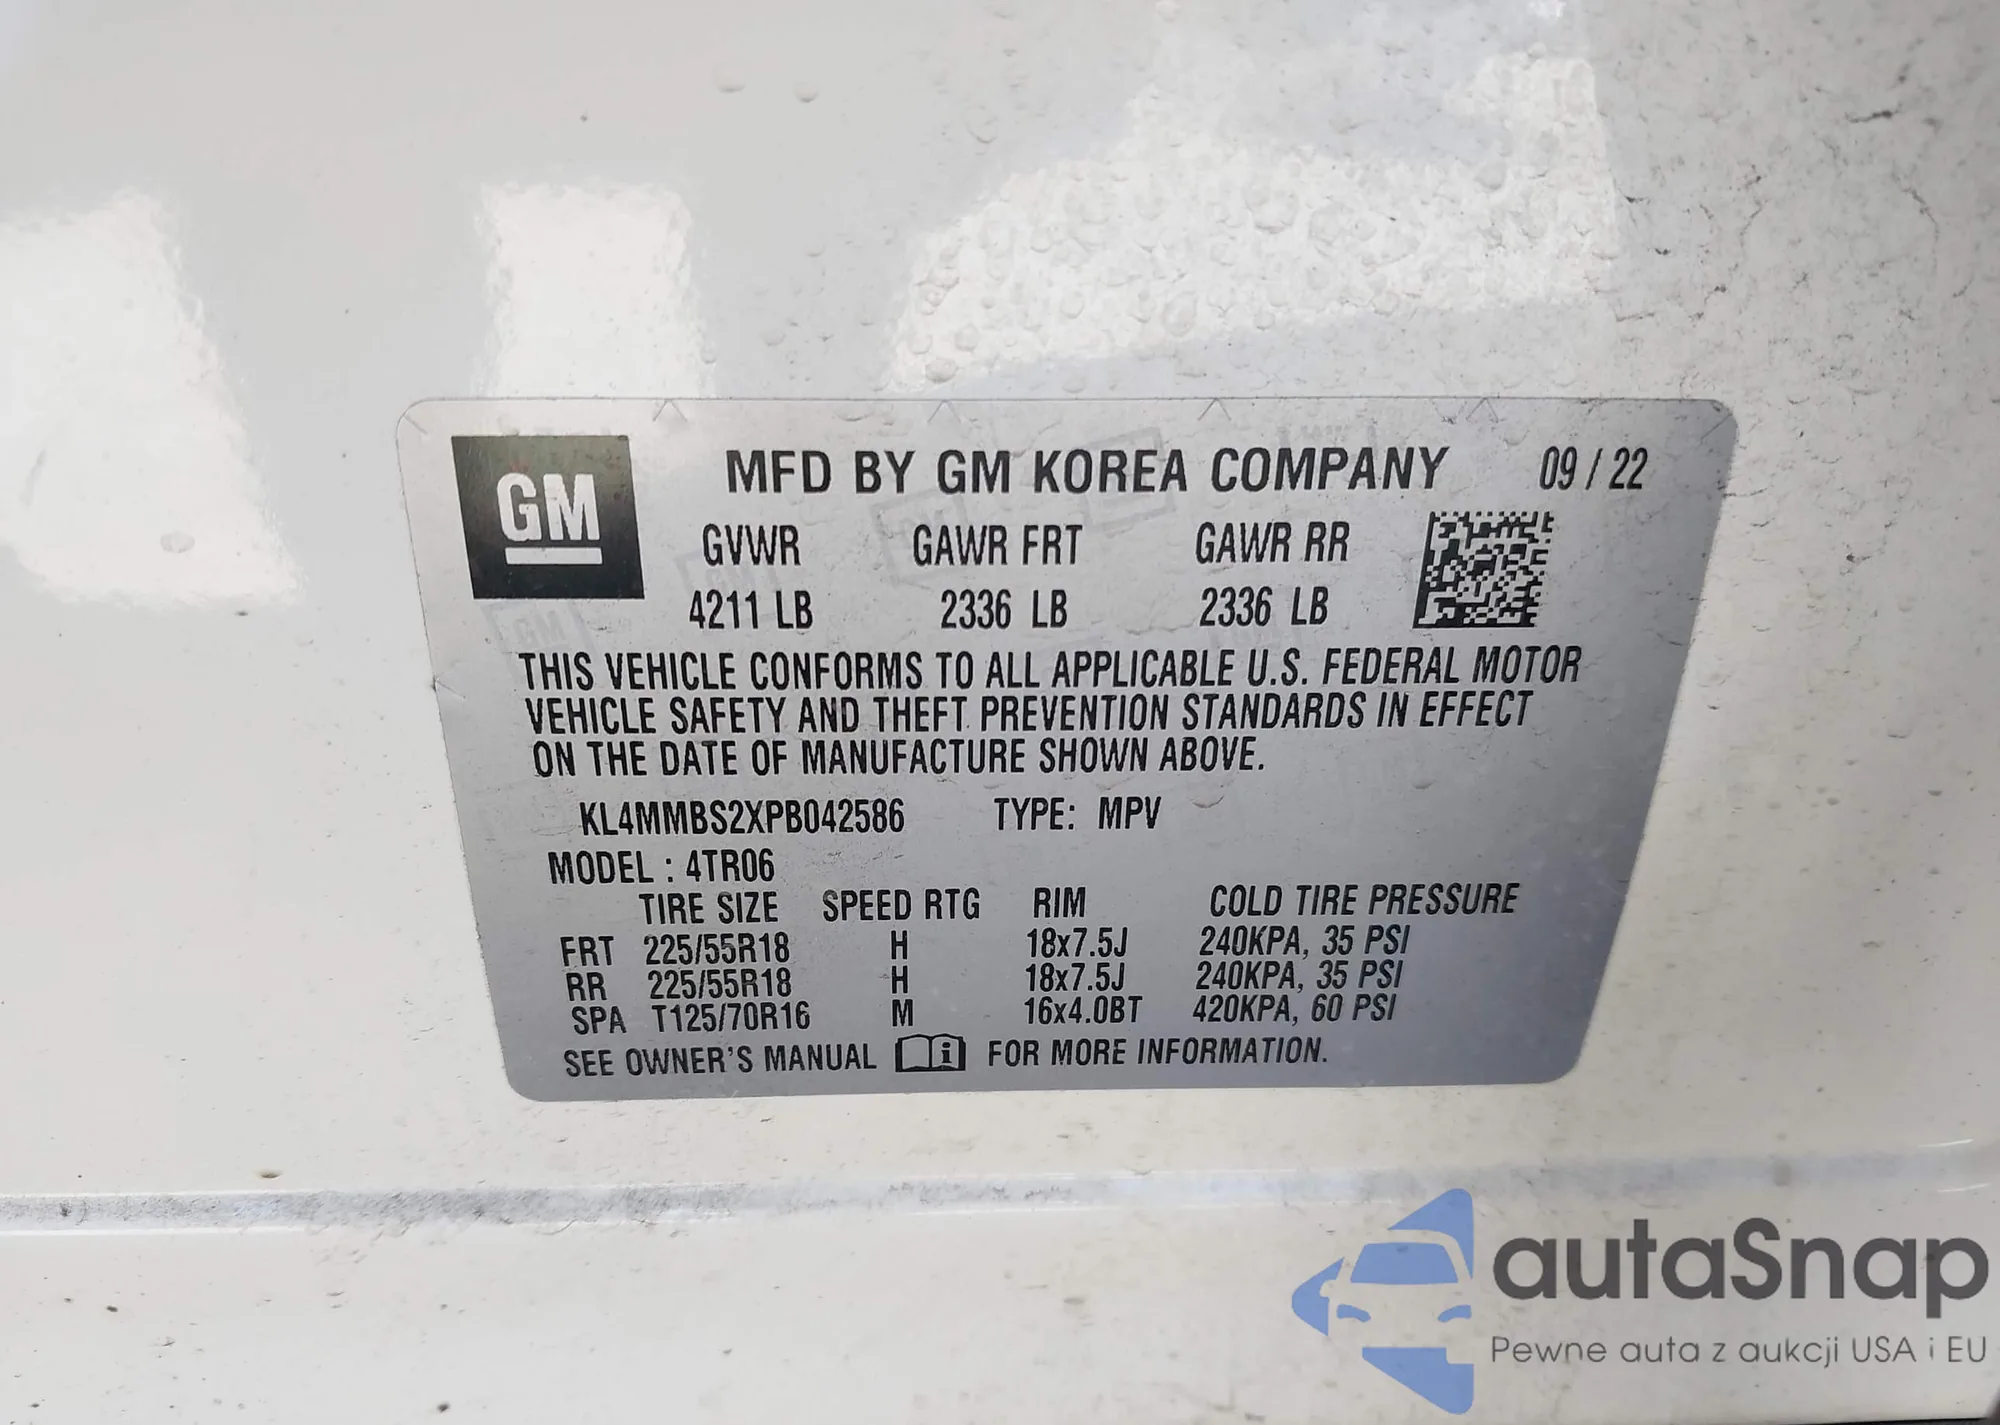 GM
MFD BY GM KOREA COMPANY 09 / 22
GVWR GAWR FRT GAWR RR
4211 LB 2336 LB 2336 LB
THIS VEHICLE CONFORMS TO ALL APPLICABLE U.S. FEDERAL MOTOR
VEHICLE SAFETY AND THEFT PREVENTION STANDARDS IN EFFECT
ON THE DATE OF MANUFACTURE SHOWN ABOVE.
KL4MMBS2XPB042586 TYPE: MPV
MODEL : 4TR06
TIRE SIZE SPEED RTG RIM COLD TIRE PRESSURE
FRT 225/55R18 H 18x7.5J 240KPA, 35 PSI
RR 225/55R18 H 18x7.5J 240KPA, 35 PSI
SPA T125/70R16 M 16x4.0BT 420KPA, 60 PSI
SEE OWNER'S MANUAL i FOR MORE INFORMATION.
autaSnap
Pewne auta z aukcji USA i EU